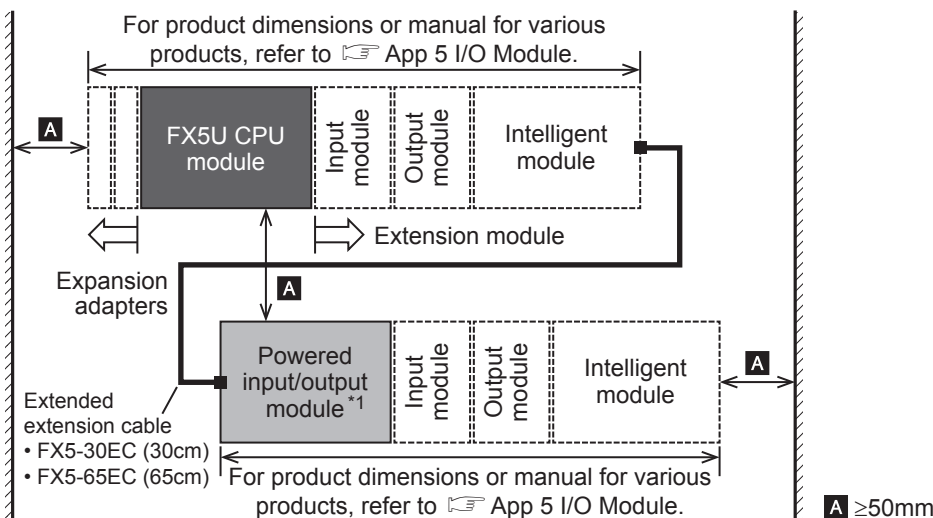 For product dimensions or manual for various
products, refer to ☞ App 5 I/O Module.
A
FX5U CPU
module
Input
module
Output
module
Intelligent
module
Extension module
Expansion
adapters
A
Powered
input/output
module *1
Input
module
Output
module
Intelligent
module
A
Extended
extension cable
• FX5-30EC (30cm)
• FX5-65EC (65cm)
For product dimensions or manual for various
products, refer to ☞ App 5 I/O Module.
A ≥50mm